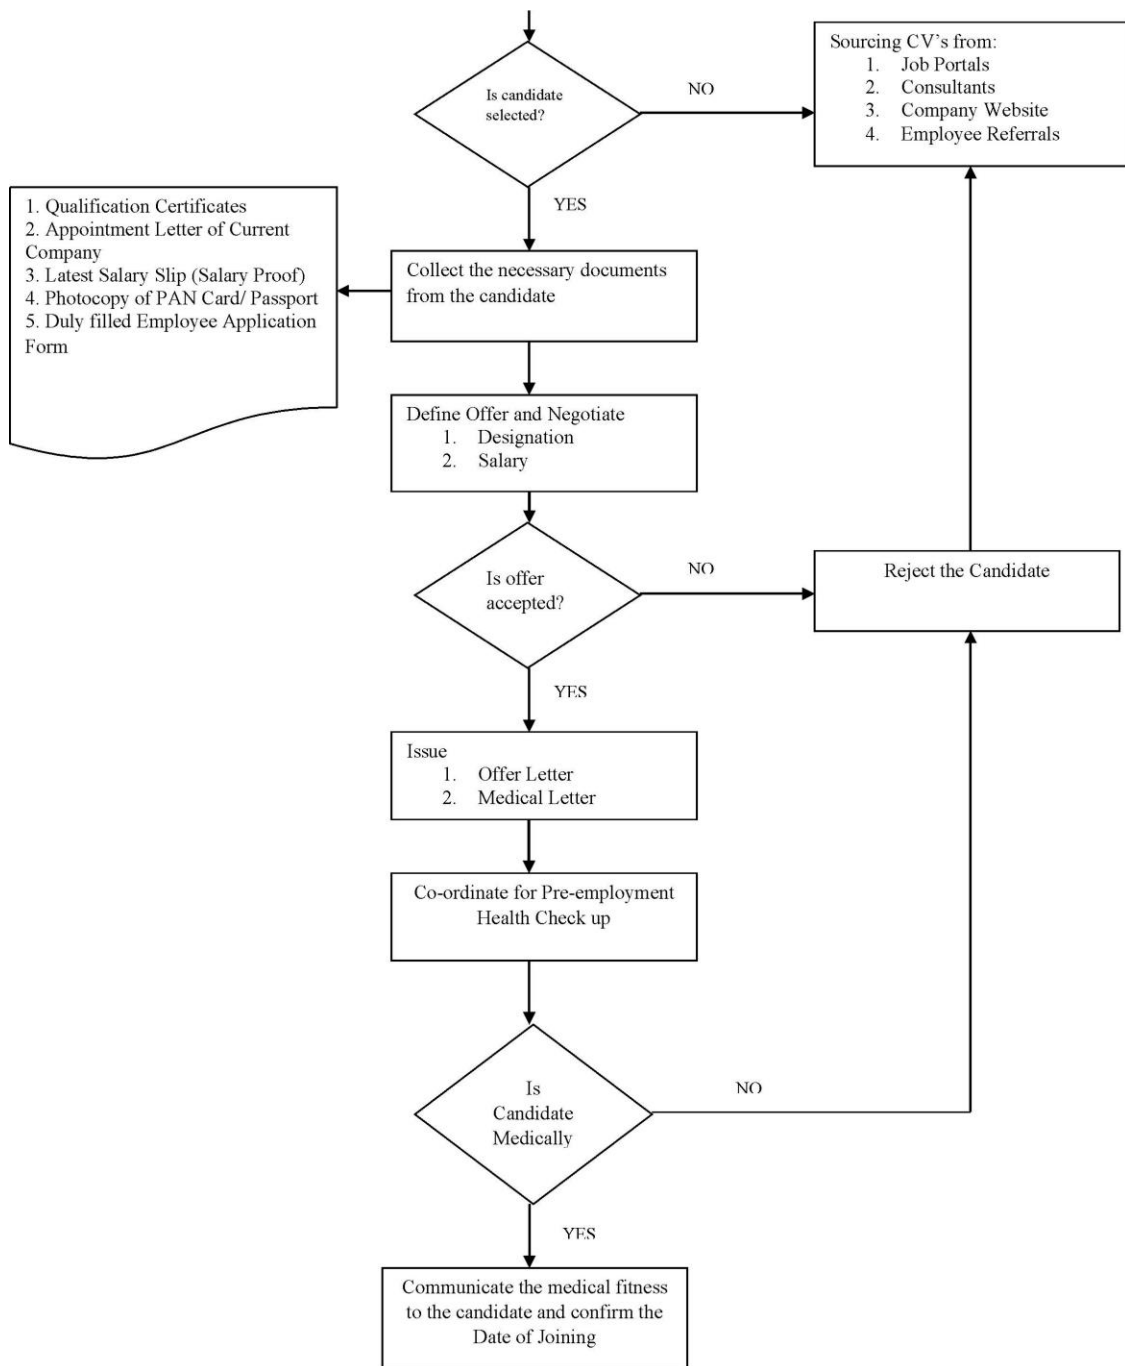 Is candidate
selected?
NO
Sourcing CV’s from:
1. Job Portals
2. Consultants
3. Company Website
4. Employee Referrals
YES
1. Qualification Certificates
2. Appointment Letter of Current
Company
3. Latest Salary Slip (Salary Proof)
4. Photocopy of PAN Card/ Passport
5. Duly filled Employee Application
Form
Collect the necessary documents
from the candidate
Define Offer and Negotiate
1. Designation
2. Salary
Is offer
accepted?
NO
Reject the Candidate
YES
Issue
1. Offer Letter
2. Medical Letter
Co-ordinate for Pre-employment
Health Check up
Is
Candidate
Medically
NO
YES
Communicate the medical fitness
to the candidate and confirm the
Date of Joining